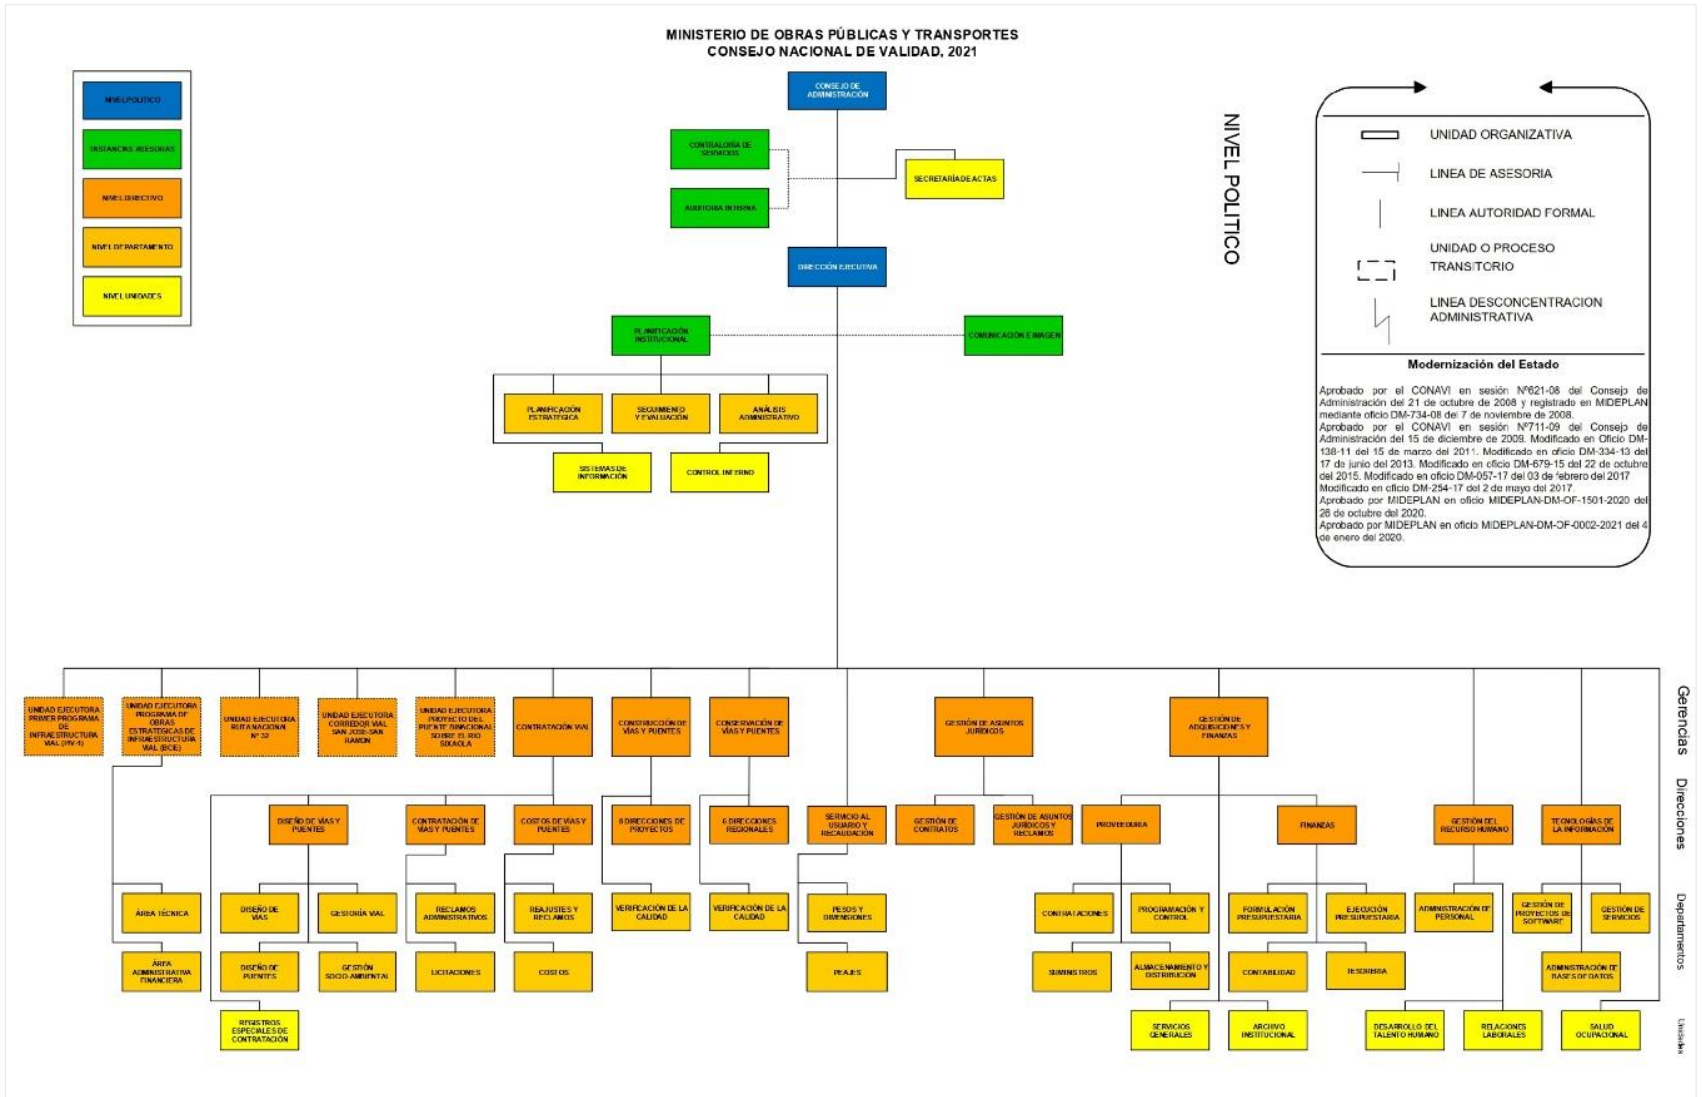 MINISTERIO DE OBRAS PÚBLICAS Y TRANSPORTES
CONSEJO NACIONAL DE VALIDAD, 2021
NIVEL POLITICO
INSTANCIAS ASESORAS
NIVEL DIRECTIVO
NIVEL DEPARTAMENTO
NIVEL UNIDADES
CONSEJO DE
ADMINISTRACIÓN
CONTRALORÍA DE
SERVICIOS
AUDITORIA INTERNA
SECRETARÍA DE ACTAS
DIRECCIÓN EJECUTIVA
PLANIFICACIÓN
INSTITUCIONAL
COMUNICACIÓN E IMAGEN
PLANIFICACIÓN
ESTRATÉGICA
SEGUIMIENTO
Y EVALUACIÓN
ANÁLISIS
ADMINISTRATIVO
SISTEMAS DE
INFORMACIÓN
CONTROL INTERNO
NIVEL POLITICO
UNIDAD ORGANIZATIVA
LINEA DE ASESORIA
LINEA AUTORIDAD FORMAL
UNIDAD O PROCESO
TRANSITORIO
LINEA DESCONCENTRACION
ADMINISTRATIVA
Modernización del Estado
Aprobado por el CONAVI en sesión Nº621-08 del Consejo de
Administración del 21 de octubre de 2008 y registrado en MIDEPLAN
mediante oficio DM-734-08 del 7 de noviembre de 2008.
Aprobado por el CONAVI en sesión Nº711-09 del Consejo de
Administración del 15 de diciembre de 2009. Modificado en Oficio DM-
138-11 del 15 de marzo del 2011. Modificado en oficio DM-334-13 del
17 de junio del 2013. Modificado en oficio DM-679-15 del 22 de octubre
del 2015. Modificado en oficio DM-057-17 del 03 de febrero del 2017
Modificado en oficio DM-254-17 del 2 de mayo del 2017.
Aprobado por MIDEPLAN en oficio MIDEPLAN-DM-OF-1501-2020 del
26 de octubre del 2020.
Aprobado por MIDEPLAN en oficio MIDEPLAN-DM-OF-0002-2021 del 4
de enero del 2020.
Gerencias
UNIDAD EJECUTORA
PRIMER PROGRAMA
DE
INFRAESTRUCTURA
VIAL (PIV-1)
UNIDAD EJECUTORA
PROGRAMA DE
OBRAS
ESTRATÉGICAS DE
INFRAESTRUCTURA
VIAL (BCIE)
UNIDAD EJECUTORA
RUTA NACIONAL
Nº 32
UNIDAD EJECUTORA
CORREDOR VIAL
SAN JOSÉ-SAN
RAMÓN
UNIDAD EJECUTORA
PROYECTO DEL
PUENTE BINACIONAL
SOBRE EL RÍO
SIXAOLA
CONTRATACIÓN VIAL
CONSTRUCCIÓN DE
VÍAS Y PUENTES
CONSERVACIÓN DE
VÍAS Y PUENTES
GESTIÓN DE ASUNTOS
JURÍDICOS
GESTIÓN DE
ADQUISICIONES Y
FINANZAS
Direcciones
DISEÑO DE VÍAS Y
PUENTES
CONTRATACIÓN DE
VÍAS Y PUENTES
COSTOS DE VÍAS Y
PUENTES
8 DIRECCIONES DE
PROYECTOS
6 DIRECCIONES
REGIONALES
SERVICIO AL
USUARIO Y
RECAUDACIÓN
GESTIÓN DE
CONTRATOS
GESTIÓN DE ASUNTOS
JURÍDICOS Y
RECLAMOS
PROVEEDURIA
FINANZAS
GESTIÓN DEL
RECURSO HUMANO
TECNOLOGÍAS DE
LA INFORMACIÓN
Departamentos
ÁREA TÉCNICA
DISEÑO DE
VÍAS
GESTORÍA VIAL
RECLAMOS
ADMINISTRATIVOS
REAJUSTES Y
RECLAMOS
VERIFICACIÓN DE LA
CALIDAD
VERIFICACIÓN DE LA
CALIDAD
PESOS Y
DIMENSIONES
CONTRATACIONES
PROGRAMACIÓN Y
CONTROL
FORMULACIÓN
PRESUPUESTARIA
EJECUCIÓN
PRESUPUESTARIA
ADMINISTRACIÓN DE
PERSONAL
GESTIÓN DE
PROYECTOS DE
SOFTWARE
GESTIÓN DE
SERVICIOS
ÁREA
ADMINISTRATIVA
FINANCIERA
DISEÑO DE
PUENTES
GESTIÓN
SOCIO-AMBIENTAL
LICITACIONES
COSTOS
PEAJES
SUMINISTROS
ALMACENAMIENTO Y
DISTRIBUCIÓN
CONTABILIDAD
TESORERIA
ADMINISTRACIÓN DE
BASES DE DATOS
Unidades
REGISTROS
ESPECIALES DE
CONTRATACIÓN
SERVICIOS
GENERALES
ARCHIVO
INSTITUCIONAL
DESARROLLO DEL
TALENTO HUMANO
RELACIONES
LABORALES
SALUD
OCUPACIONAL